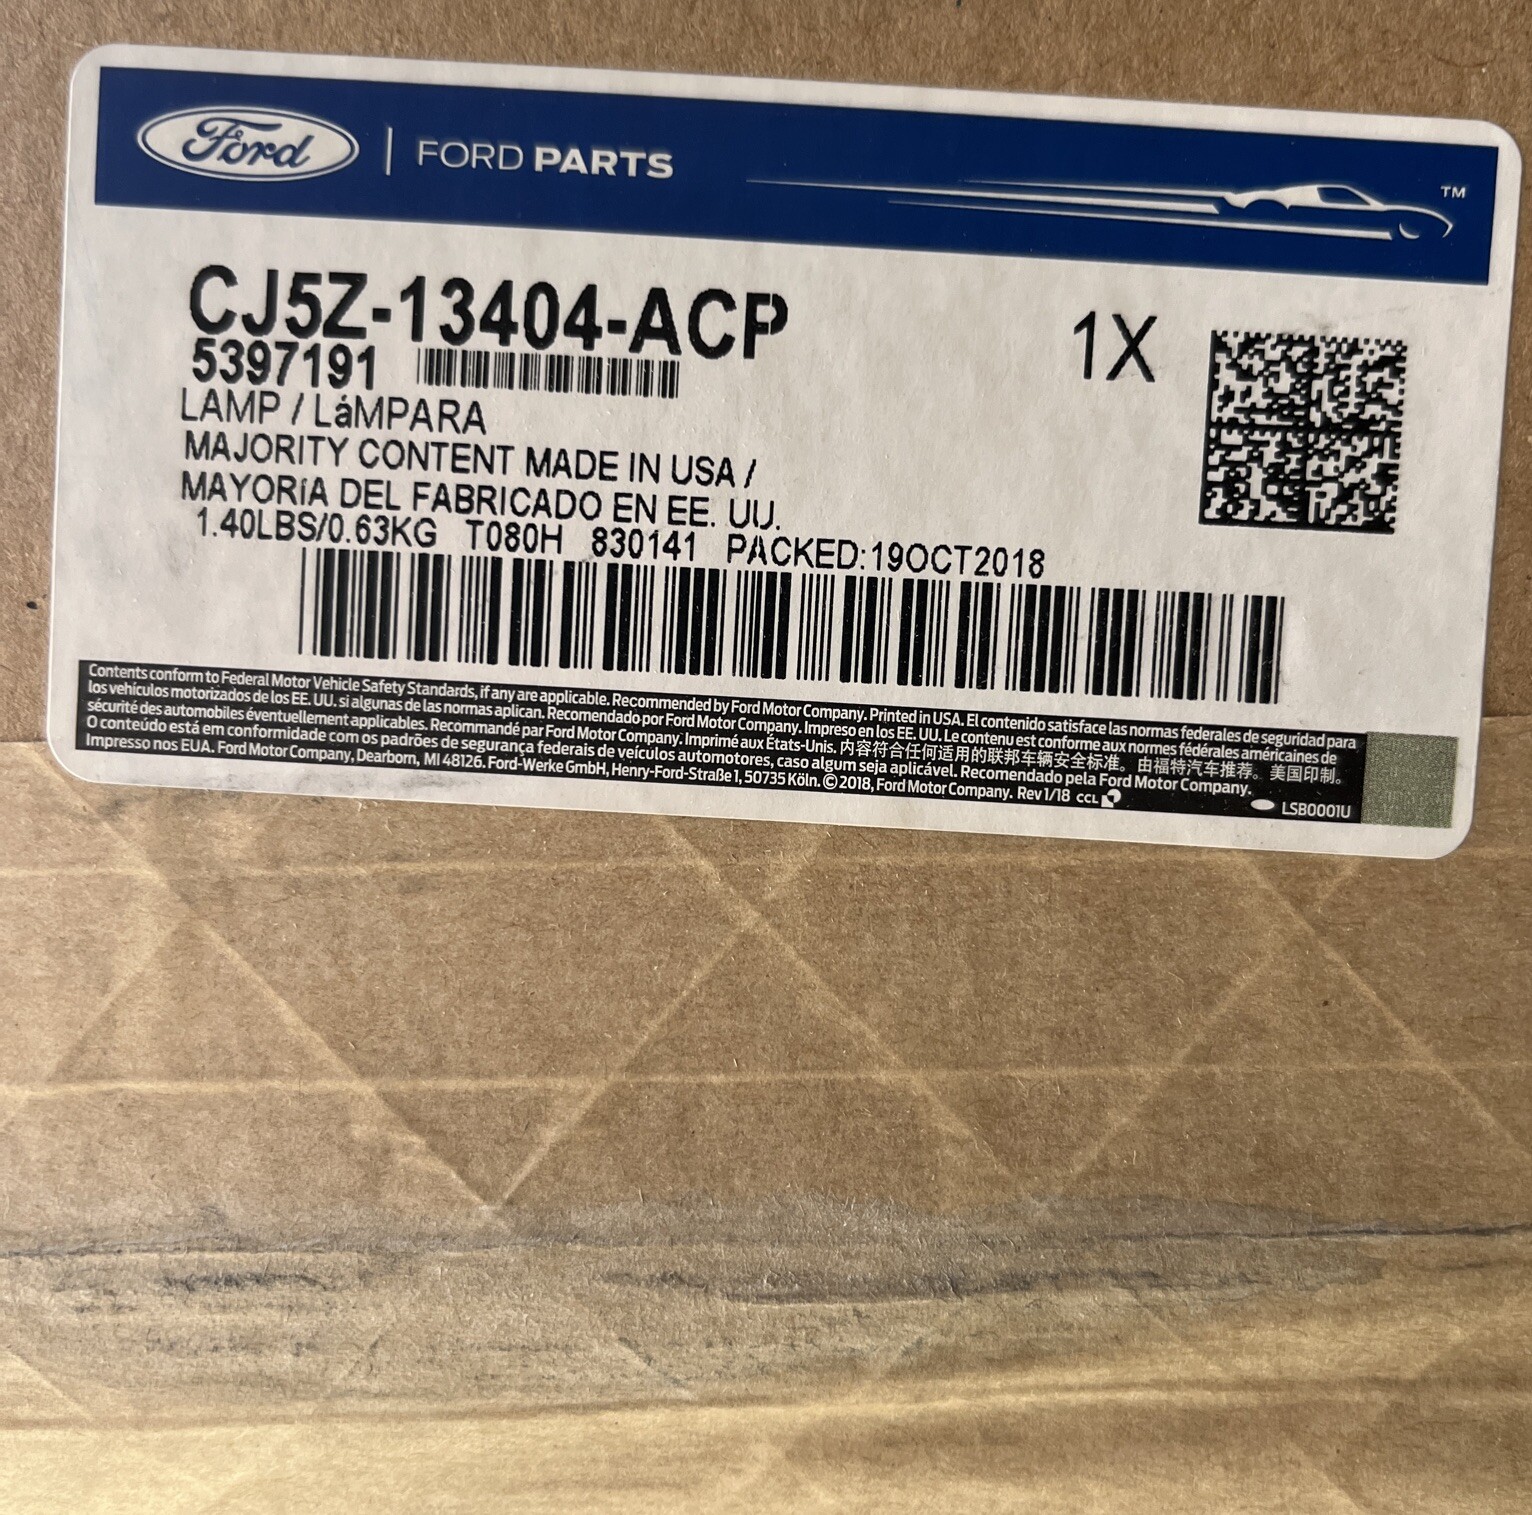 Ford | FORD PARTS
TM
CJ5Z-13404-ACP
1X
5397191
LAMP / LáMPARA
MAJORITY CONTENT MADE IN USA /
MAYORíA DEL FABRICADO EN EE. UU.
1.40LBS/0.63KG T080H 830141 PACKED:19OCT2018
Contents conform to Federal Motor Vehicle Safety Standards, if any are applicable. Recommended by Ford Motor Company. Printed in USA. El contenido satisface las normas federales de seguridad para
los vehículos motorizados de los EE. UU. si algunas de las normas aplican. Recomendado por Ford Motor Company. Impreso en los EE. UU. Le contenu est conforme aux normes fédérales américaines de
sécurité des automobiles éventuellement applicables. Recommandé par Ford Motor Company. Imprimé aux États-Unis. 内容符合任何适用的联邦车辆安全标准。由福特汽车推荐。美国印制。
O conteúdo está em conformidade com os padrões de segurança federais de veículos automotores, caso algum seja aplicável. Recomendado pela Ford Motor Company.
Impresso nos EUA. Ford Motor Company, Dearborn, MI 48126. Ford-Werke GmbH, Henry-Ford-Straße 1, 50735 Köln. © 2018, Ford Motor Company. Rev 1/18 CCL
LSB0001U